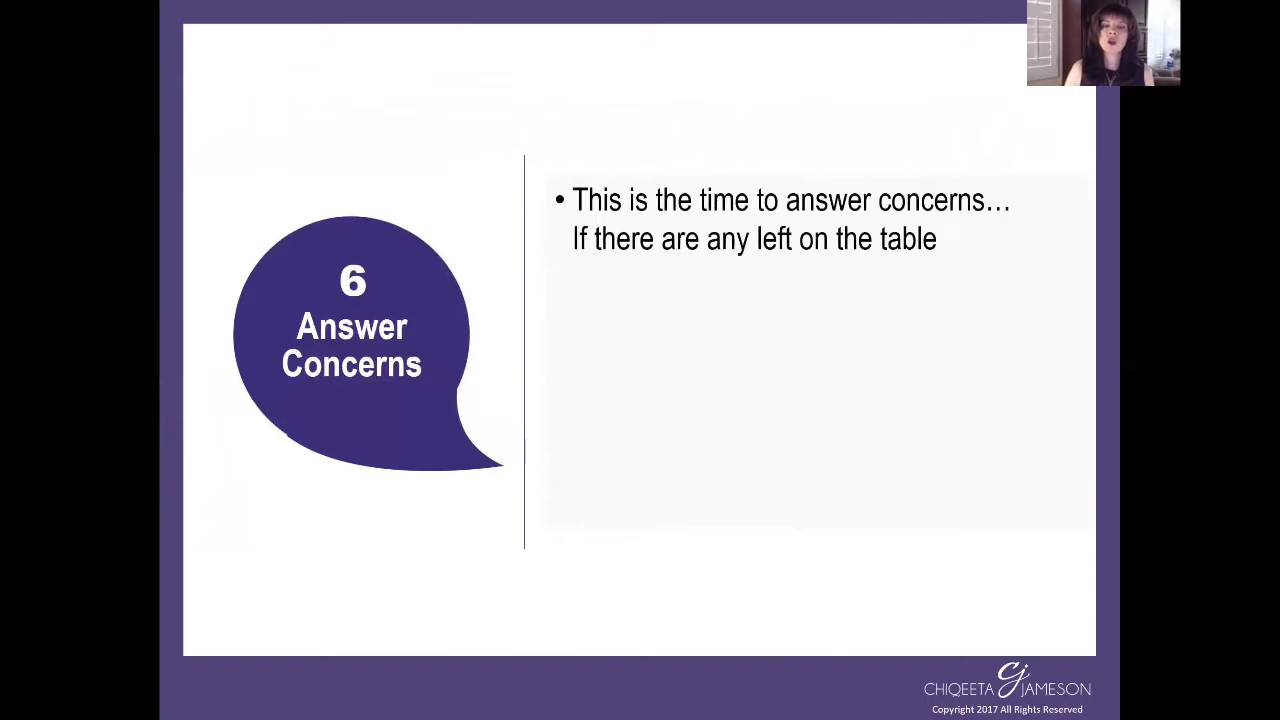 6
Answer
Concerns
• This is the time to answer concerns…
If there are any left on the table
CHIQEETA CJ JAMESON
Copyright 2017 All Rights Reserved